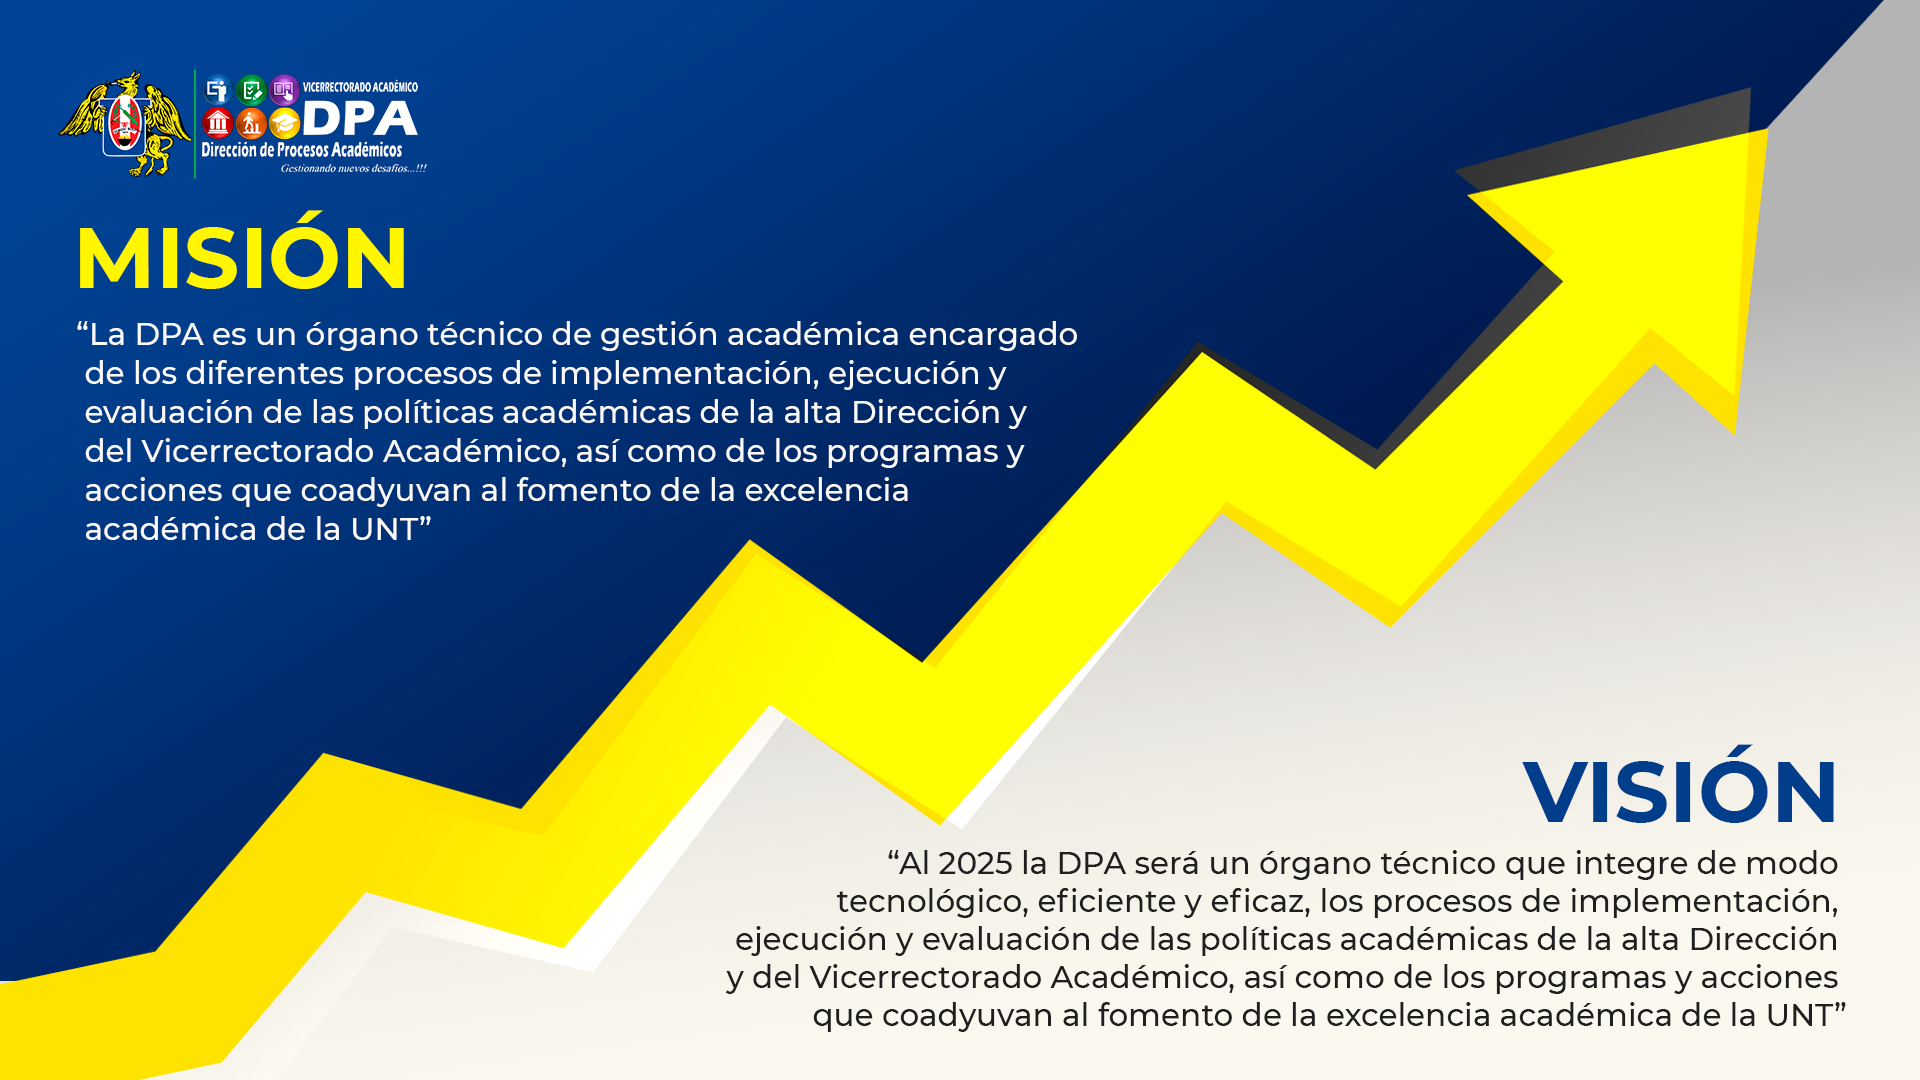 VICERRECTORADO ACADÉMICO
DPA
Dirección de Procesos Académicos
Gestionando nuevos desafíos...!!!
MISIÓN
“La DPA es un órgano técnico de gestión académica encargado
de los diferentes procesos de implementación, ejecución y
evaluación de las políticas académicas de la alta Dirección y
del Vicerrectorado Académico, así como de los programas y
acciones que coadyuvan al fomento de la excelencia
académica de la UNT”
VISIÓN
“Al 2025 la DPA será un órgano técnico que integre de modo
tecnológico, eficiente y eficaz, los procesos de implementación,
ejecución y evaluación de las políticas académicas de la alta Dirección
y del Vicerrectorado Académico, así como de los programas y acciones
que coadyuvan al fomento de la excelencia académica de la UNT”